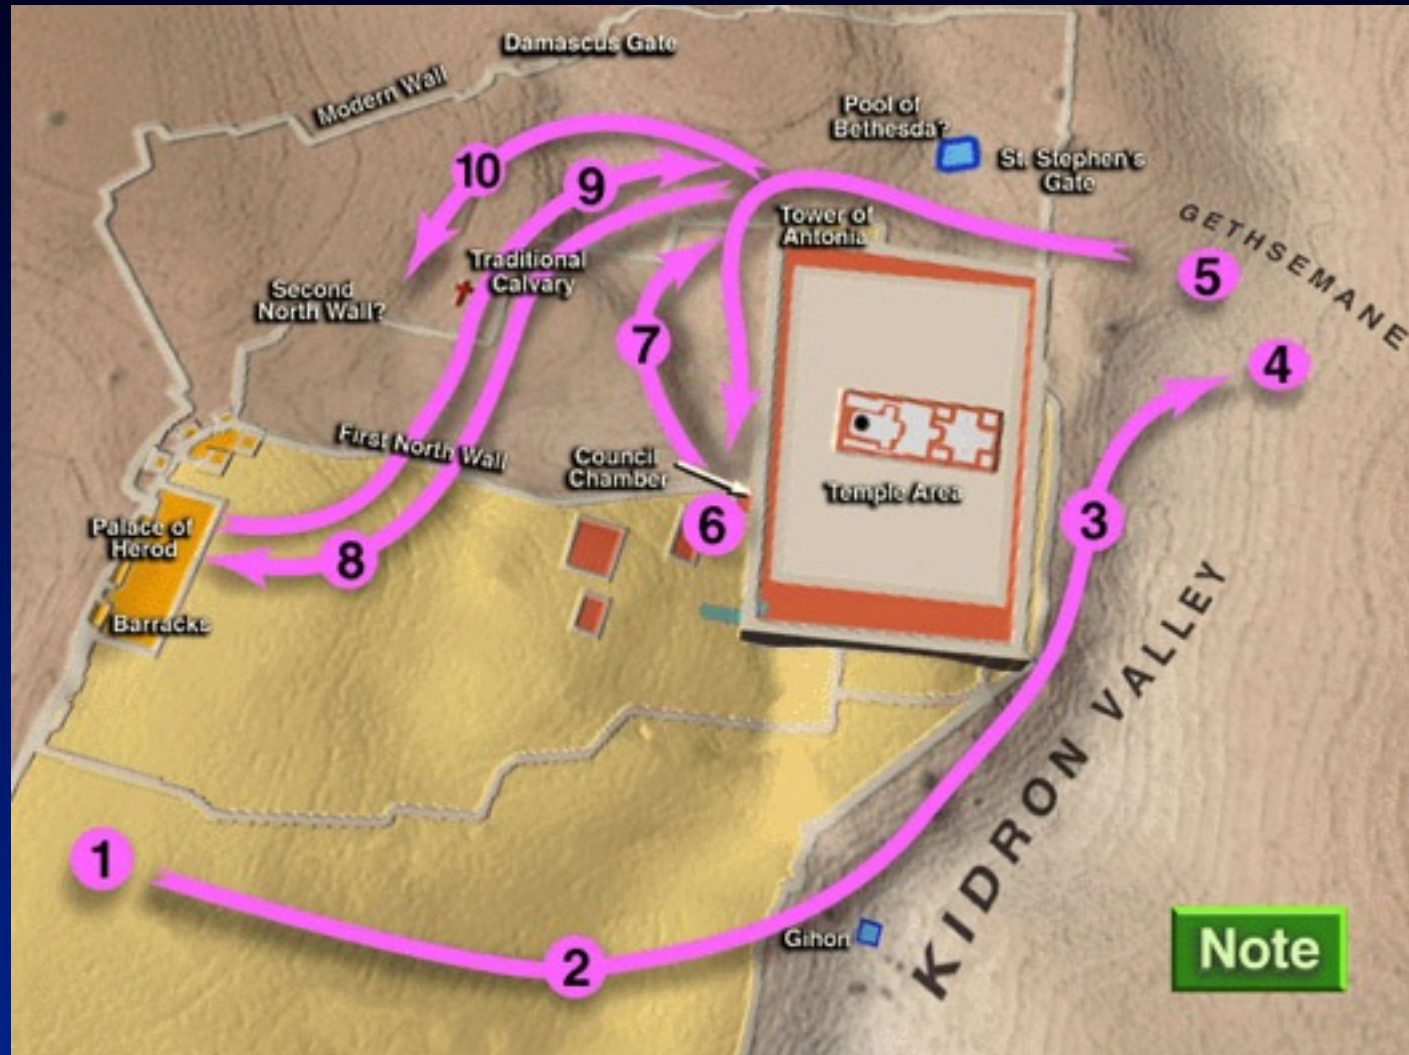 Damascus Gate
Modern Wall
Pool of
Bethesda?
St. Stephen's
Gate
10
9
GETHSEMANE
Tower of
Antonia
5
Traditional
Calvary
Second
North Wall?
7
4
First North Wall
Council
Chamber
Temple Area
6
3
Palace of
Herod
8
Barracks
KIDRON VALLEY
1
2
Gihon
Note